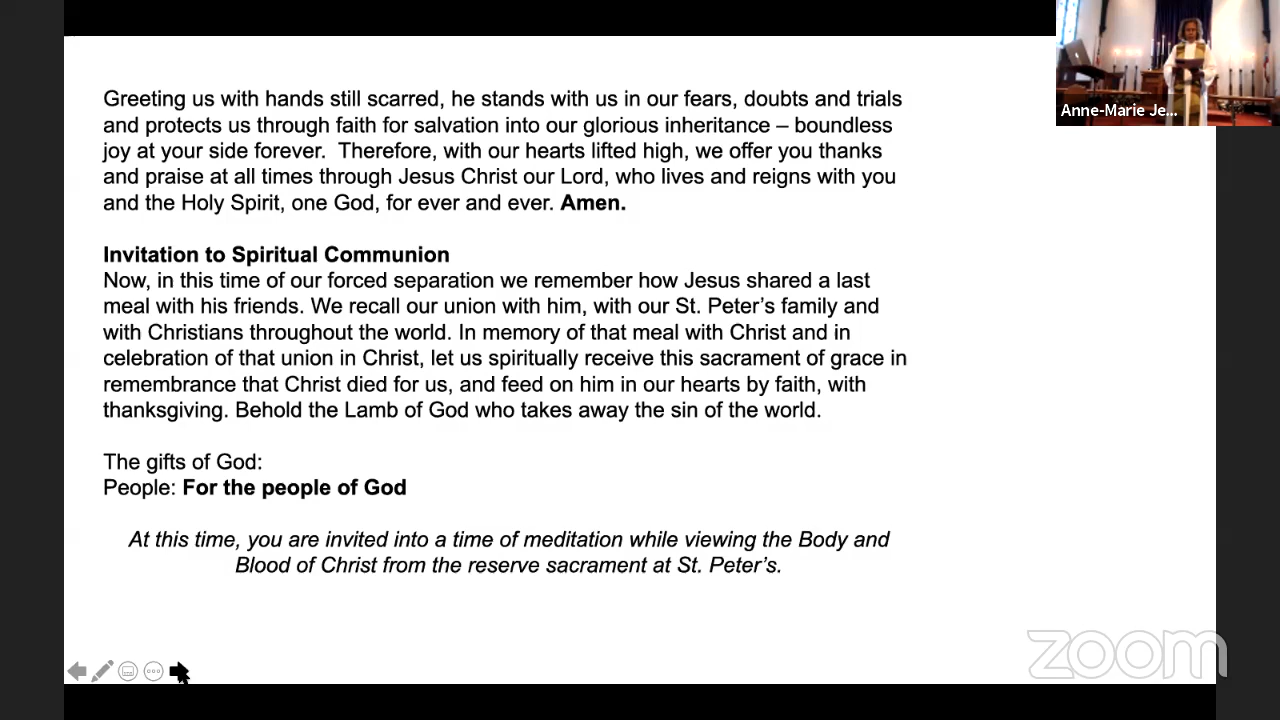 Greeting us with hands still scarred, he stands with us in our fears, doubts and trials
and protects us through faith for salvation into our glorious inheritance – boundless
joy at your side forever.  Therefore, with our hearts lifted high, we offer you thanks
and praise at all times through Jesus Christ our Lord, who lives and reigns with you
and the Holy Spirit, one God, for ever and ever. Amen.
Invitation to Spiritual Communion
Now, in this time of our forced separation we remember how Jesus shared a last
meal with his friends. We recall our union with him, with our St. Peter’s family and
with Christians throughout the world. In memory of that meal with Christ and in
celebration of that union in Christ, let us spiritually receive this sacrament of grace in
remembrance that Christ died for us, and feed on him in our hearts by faith, with
thanksgiving. Behold the Lamb of God who takes away the sin of the world.
The gifts of God:
People: For the people of God
At this time, you are invited into a time of meditation while viewing the Body and
Blood of Christ from the reserve sacrament at St. Peter’s.
Anne-Marie Je...
zoom